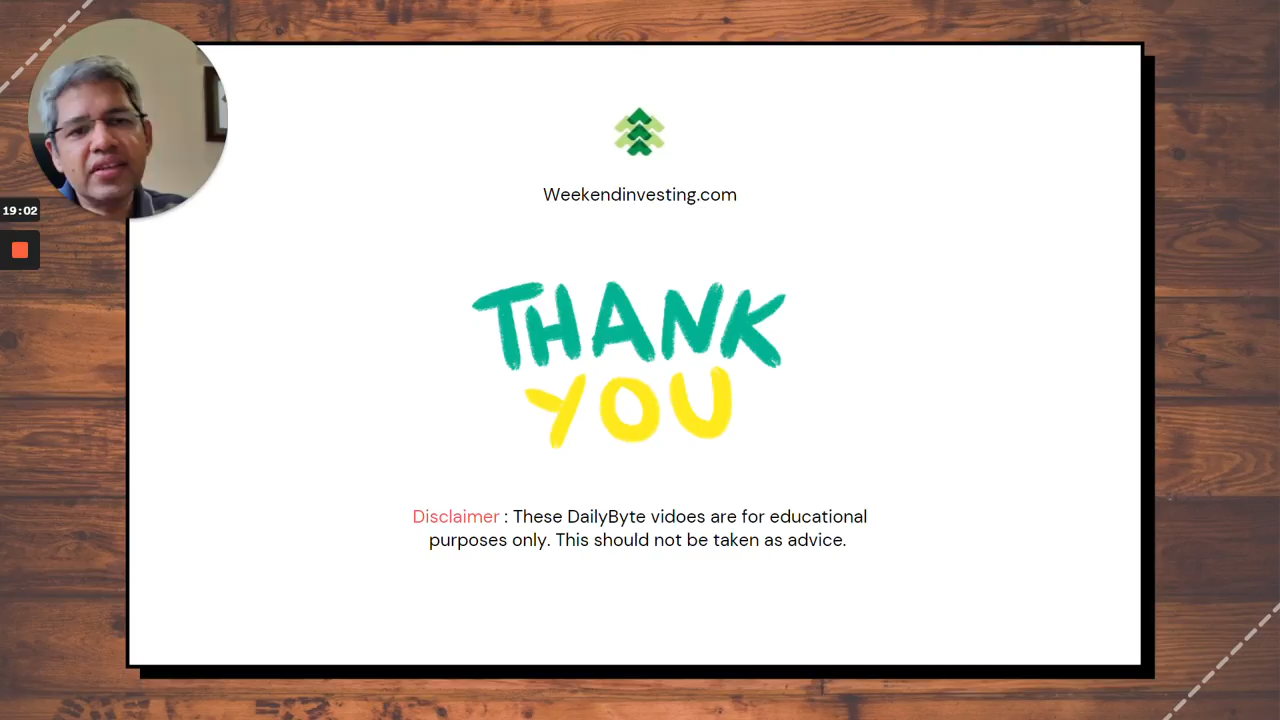 Weekendinvesting.com
19:02
THANK
YOU
Disclaimer : These DailyByte vidoes are for educational
purposes only. This should not be taken as advice.